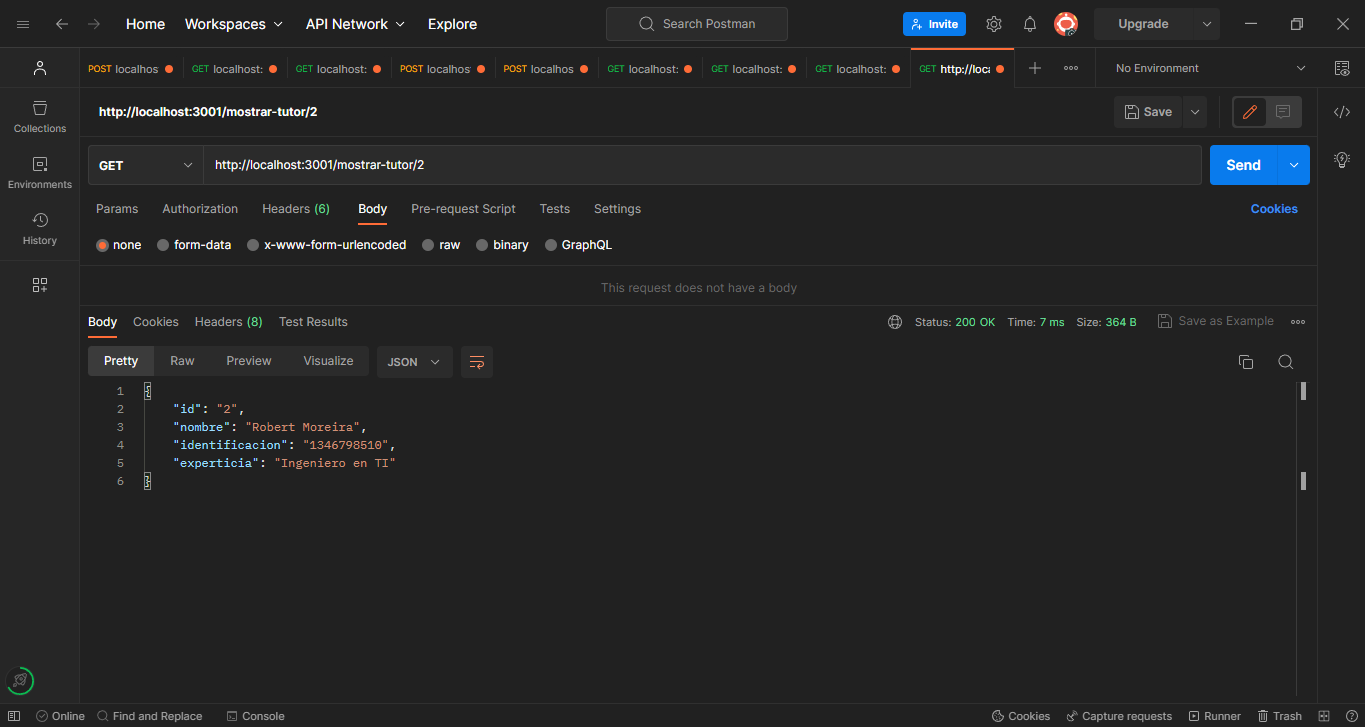 Home Workspaces API Network Explore Search Postman Invite Upgrade
POST localhos GET localhost: GET localhost: POST localhos POST localhos GET localhost: GET localhost: GET localhost: GET http://loca No Environment
http://localhost:3001/mostrar-tutor/2 Save
Collections
Environments
History
GET http://localhost:3001/mostrar-tutor/2 Send
Params Authorization Headers (6) Body Pre-request Script Tests Settings Cookies
none form-data x-www-form-urlencoded raw binary GraphQL
This request does not have a body
Body Cookies Headers (8) Test Results Status: 200 OK Time: 7 ms Size: 364 B Save as Example
Pretty Raw Preview Visualize JSON
1 {
2 "id": "2",
3 "nombre": "Robert Moreira",
4 "identificacion": "1346798510",
5 "experticia": "Ingeniero en TI"
6 }
Online Find and Replace Console Cookies Capture requests Runner Trash